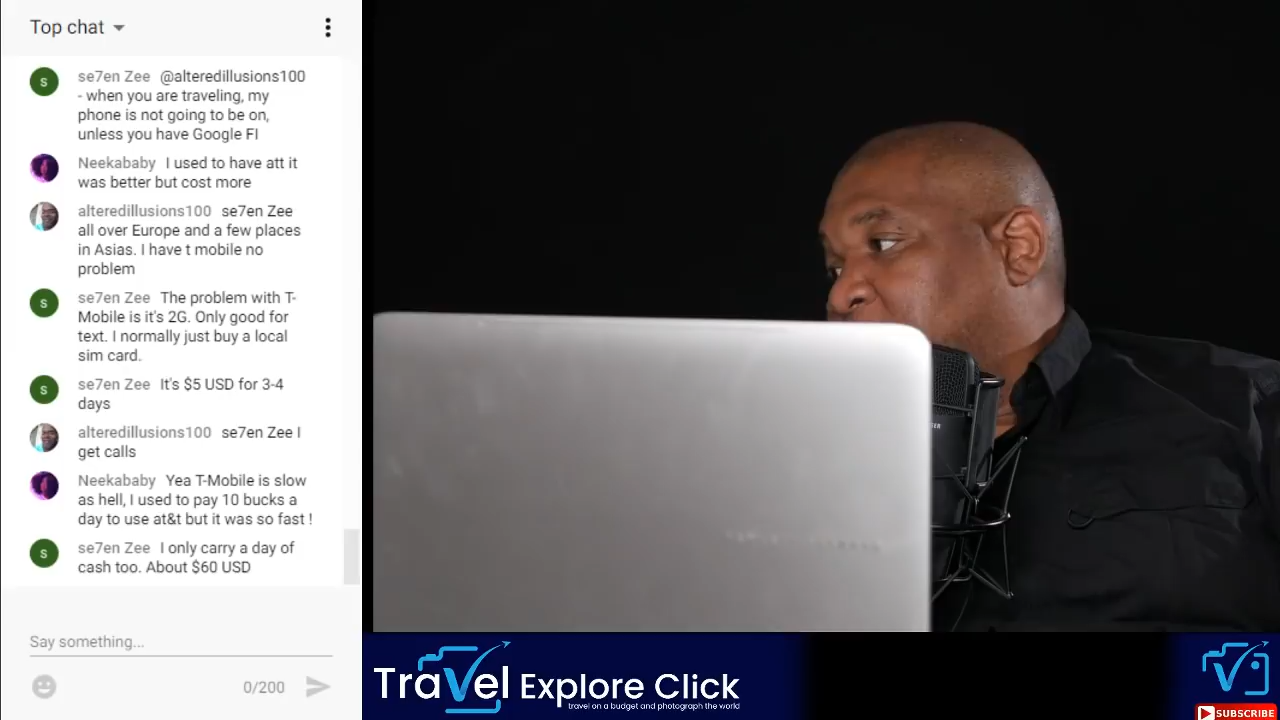 Top chat
S
se7en Zee @alteredillusions100
- when you are traveling, my
phone is not going to be on,
unless you have Google FI
Neekababy I used to have att it
was better but cost more
alteredillusions100 se7en Zee
all over Europe and a few places
in Asias. I have t mobile no
problem
S
se7en Zee The problem with T-
Mobile is it's 2G. Only good for
text. I normally just buy a local
sim card.
S
se7en Zee It's $5 USD for 3-4
days
alteredillusions100 se7en Zee I
get calls
Neekababy Yea T-Mobile is slow
as hell, I used to pay 10 bucks a
day to use at&t but it was so fast !
S
se7en Zee I only carry a day of
cash too. About $60 USD
Say something...
0/200
Travel Explore Click
travel on a budget and photograph the world
SUBSCRIBE